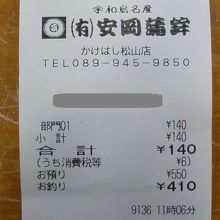 宇和島名産
(有)安岡蒲鉾
かけはし松山店
TEL089-945-9850
部門01 ¥140
小 計 ¥140
合 計 ¥140
(うち消費税等 ¥6)
お預り ¥550
お釣り ¥410
9136 11時06分